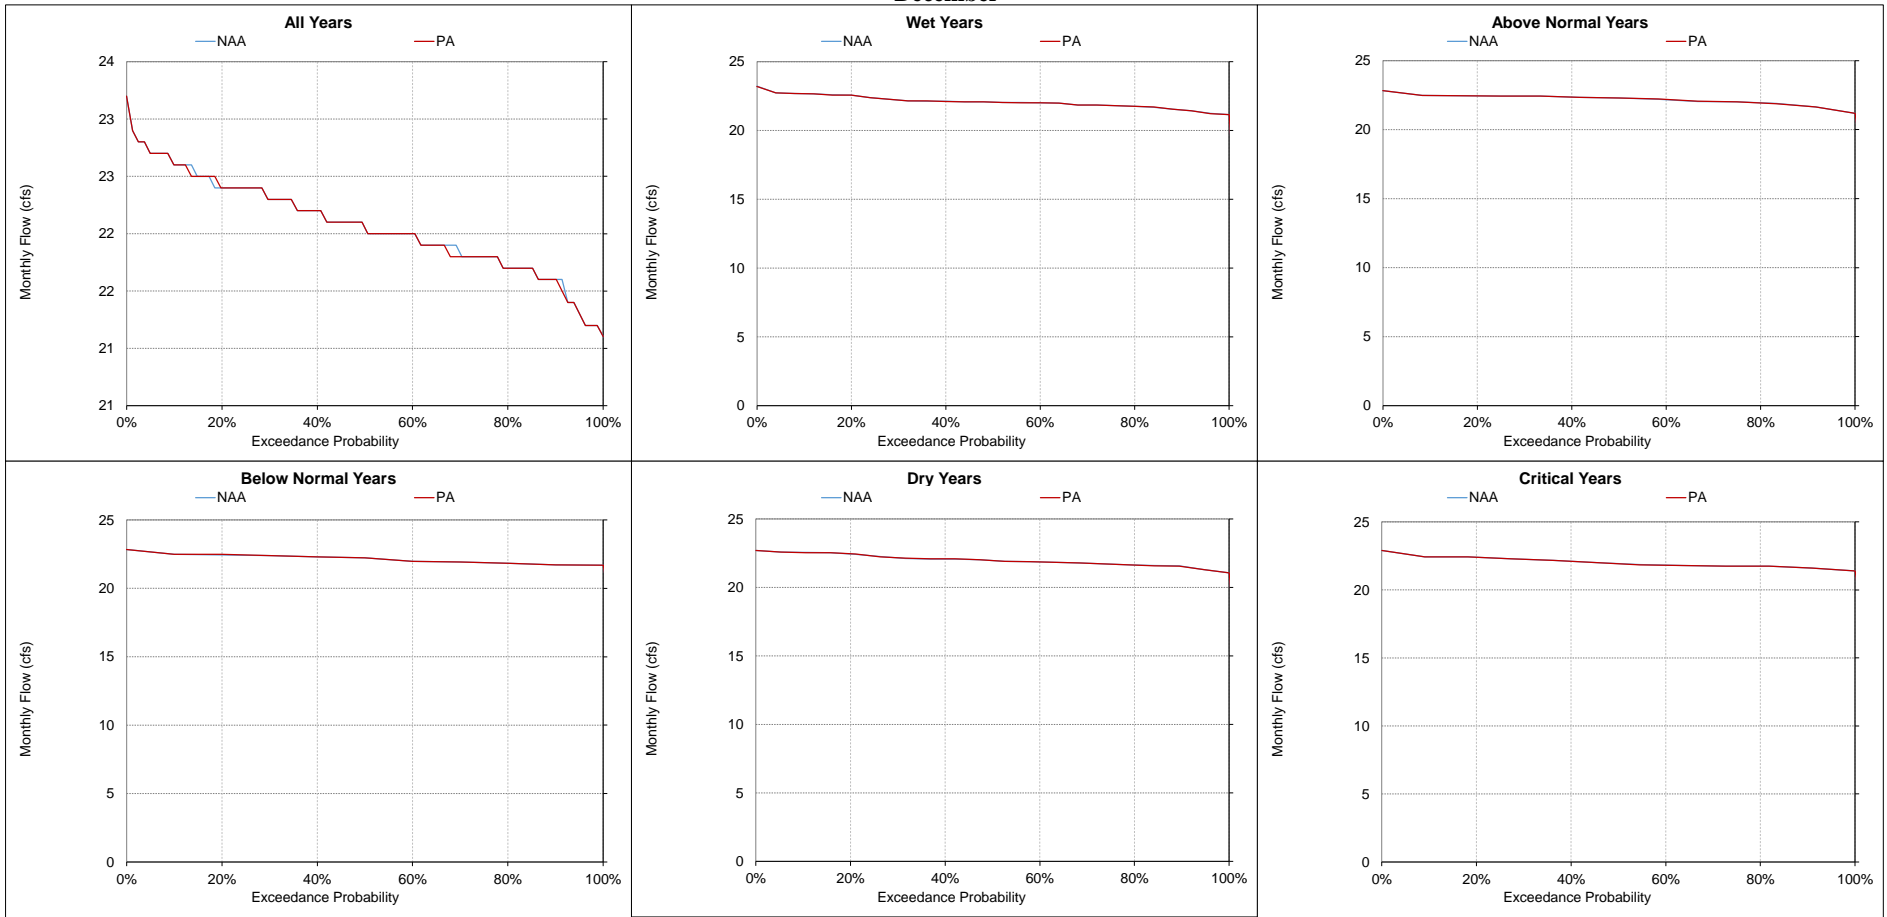 December
All Years
NAA PA
24
23
23
22
22
21
21
0% 20% 40% 60% 80% 100%
Exceedance Probability
Monthly Flow (cfs)
Wet Years
NAA PA
25
20
15
10
5
0
0% 20% 40% 60% 80% 100%
Exceedance Probability
Monthly Flow (cfs)
Above Normal Years
NAA PA
25
20
15
10
5
0
0% 20% 40% 60% 80% 100%
Exceedance Probability
Monthly Flow (cfs)
Below Normal Years
NAA PA
25
20
15
10
5
0
0% 20% 40% 60% 80% 100%
Exceedance Probability
Monthly Flow (cfs)
Dry Years
NAA PA
25
20
15
10
5
0
0% 20% 40% 60% 80% 100%
Exceedance Probability
Monthly Flow (cfs)
Critical Years
NAA PA
25
20
15
10
5
0
0% 20% 40% 60% 80% 100%
Exceedance Probability
Monthly Flow (cfs)